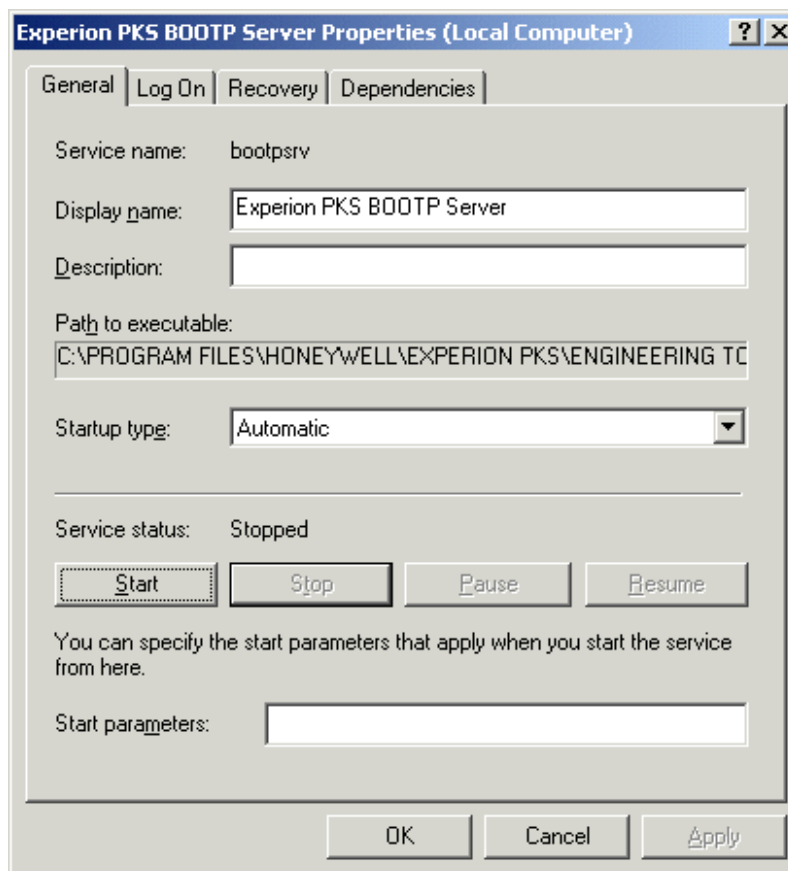 Experion PKS BOOTP Server Properties (Local Computer)
General Log On Recovery Dependencies
Service name: bootpsrv
Display name: Experion PKS BOOTP Server
Description:
Path to executable:
C:\PROGRAM FILES\HONEYWELL\EXPERION PKS\ENGINEERING TO
Startup type: Automatic
Service status: Stopped
Start Stop Pause Resume
You can specify the start parameters that apply when you start the service
from here.
Start parameters:
OK Cancel Apply